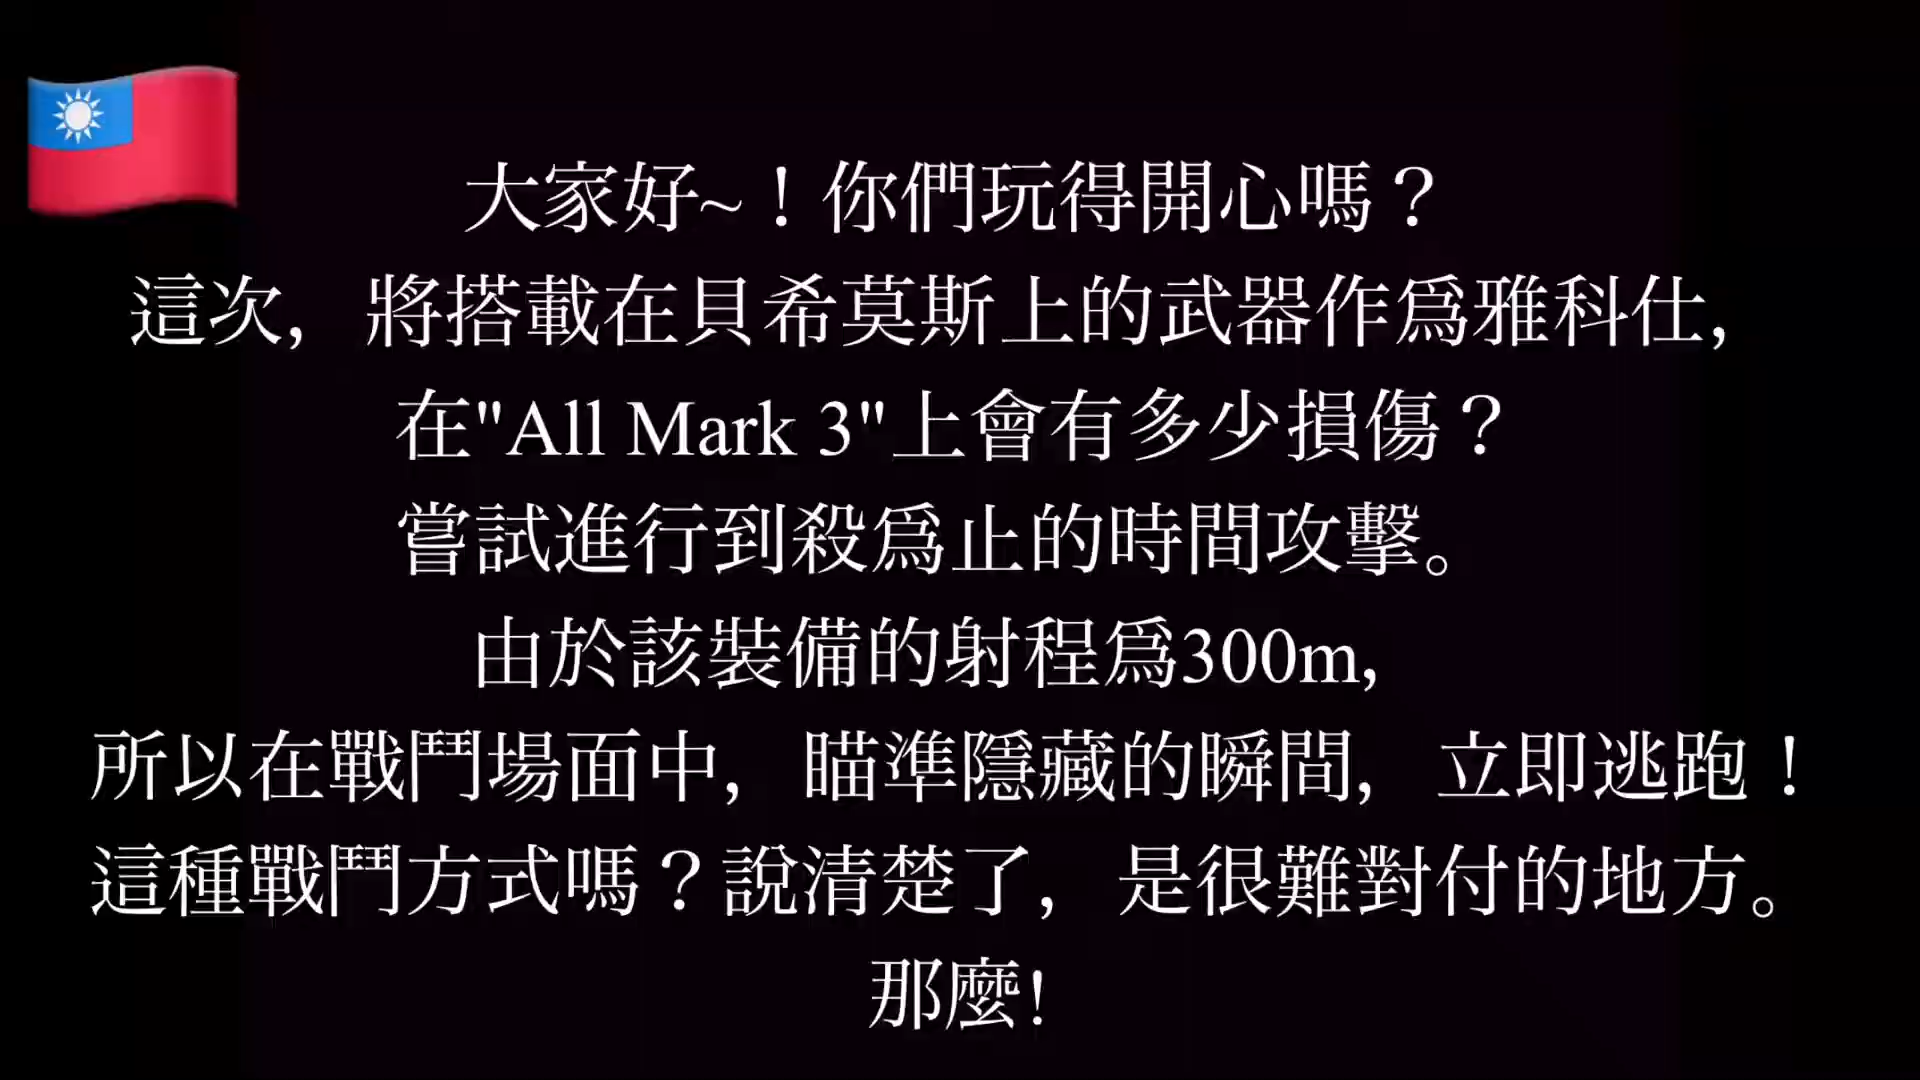 大家好~！你們玩得開心嗎？
這次，將搭載在貝希莫斯上的武器作爲雅科仕，
在"All Mark 3"上會有多少損傷？
嘗試進行到殺爲止的時間攻擊。
由於該裝備的射程爲300m,
所以在戰鬥場面中，瞄準隱藏的瞬間，立即逃跑！
這種戰鬥方式嗎？說清楚了，是很難對付的地方。
那麼!